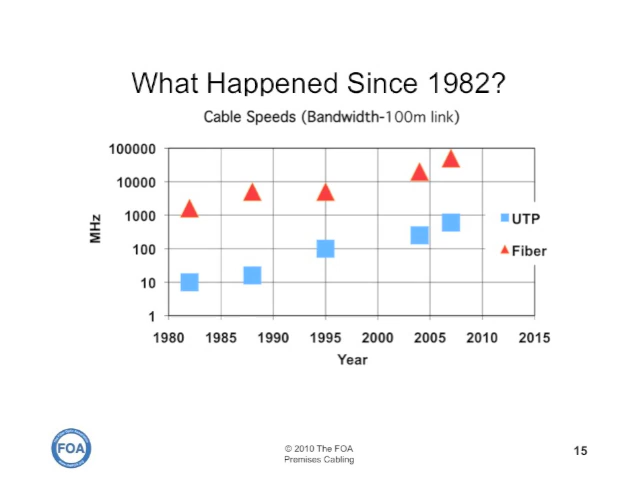 What Happened Since 1982?
Cable Speeds (Bandwidth-100m link)
100000
10000
1000
100
10
1
MHz
1980 1985 1990 1995 2000 2005 2010 2015
Year
UTP
Fiber
FOA
© 2010 The FOA
Premises Cabling
15